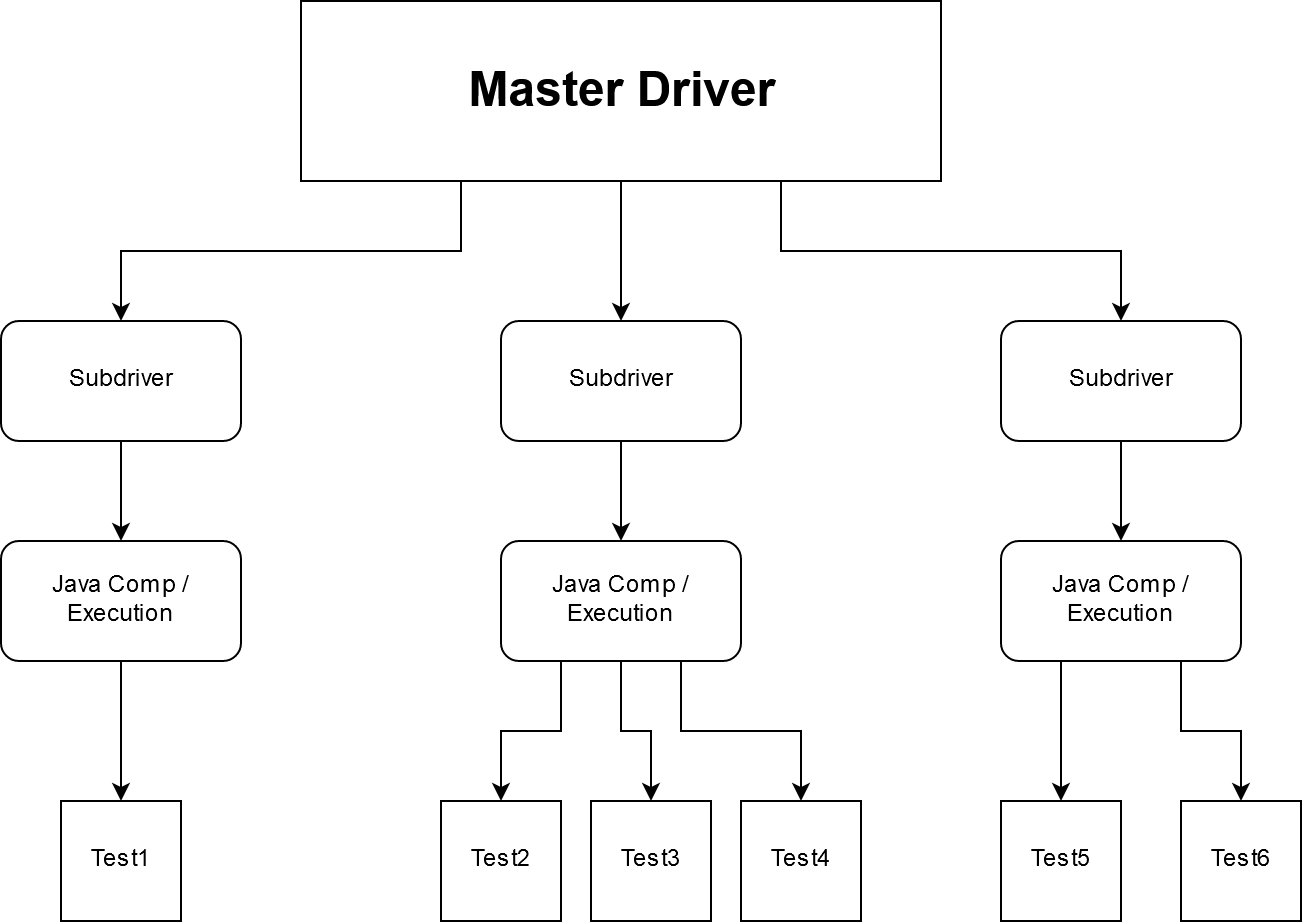 Master Driver
Subdriver
Subdriver
Subdriver
Java Comp /
Execution
Java Comp /
Execution
Java Comp /
Execution
Test1
Test2
Test3
Test4
Test5
Test6